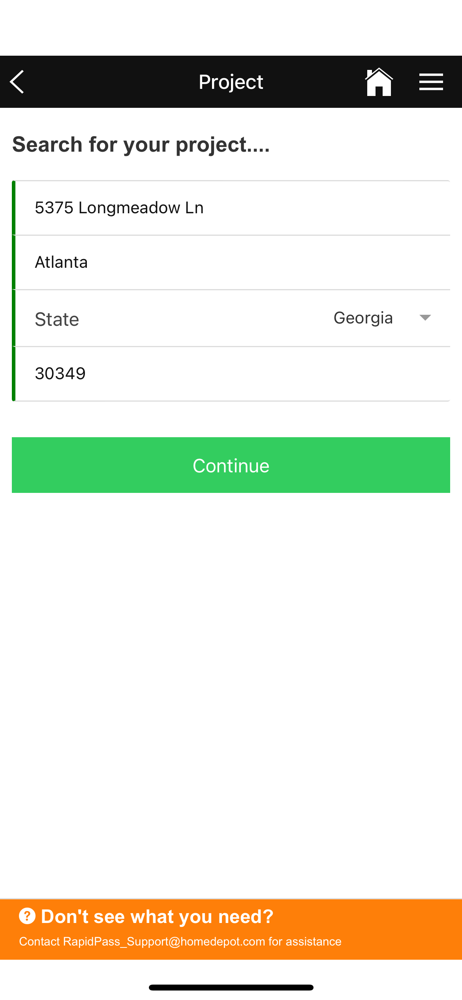 Project
Search for your project....
5375 Longmeadow Ln
Atlanta
State Georgia
30349
Continue
? Don't see what you need?
Contact RapidPass_Support@homedepot.com for assistance